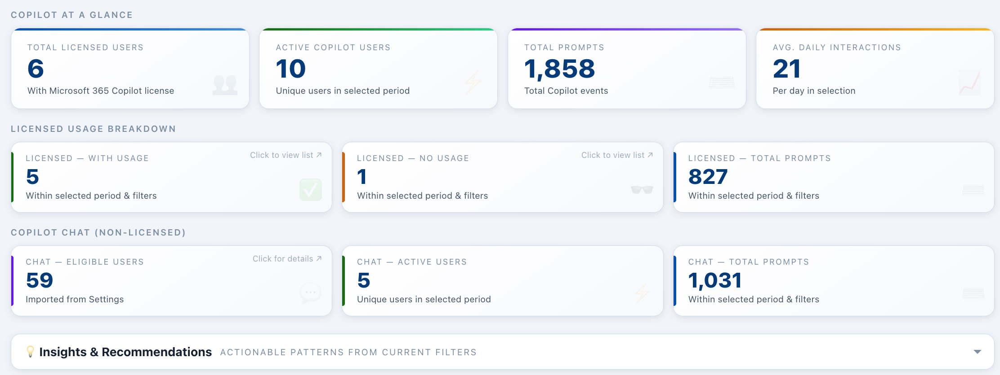 COPILOT AT A GLANCE
TOTAL LICENSED USERS
6
With Microsoft 365 Copilot license
ACTIVE COPILOT USERS
10
Unique users in selected period
TOTAL PROMPTS
1,858
Total Copilot events
AVG. DAILY INTERACTIONS
21
Per day in selection
LICENSED USAGE BREAKDOWN
LICENSED — WITH USAGE
Click to view list ↗
5
Within selected period & filters
LICENSED — NO USAGE
Click to view list ↗
1
Within selected period & filters
LICENSED — TOTAL PROMPTS
827
Within selected period & filters
COPILOT CHAT (NON-LICENSED)
CHAT — ELIGIBLE USERS
Click for details ↗
59
Imported from Settings
CHAT — ACTIVE USERS
5
Unique users in selected period
CHAT — TOTAL PROMPTS
1,031
Within selected period & filters
Insights & Recommendations ACTIONABLE PATTERNS FROM CURRENT FILTERS